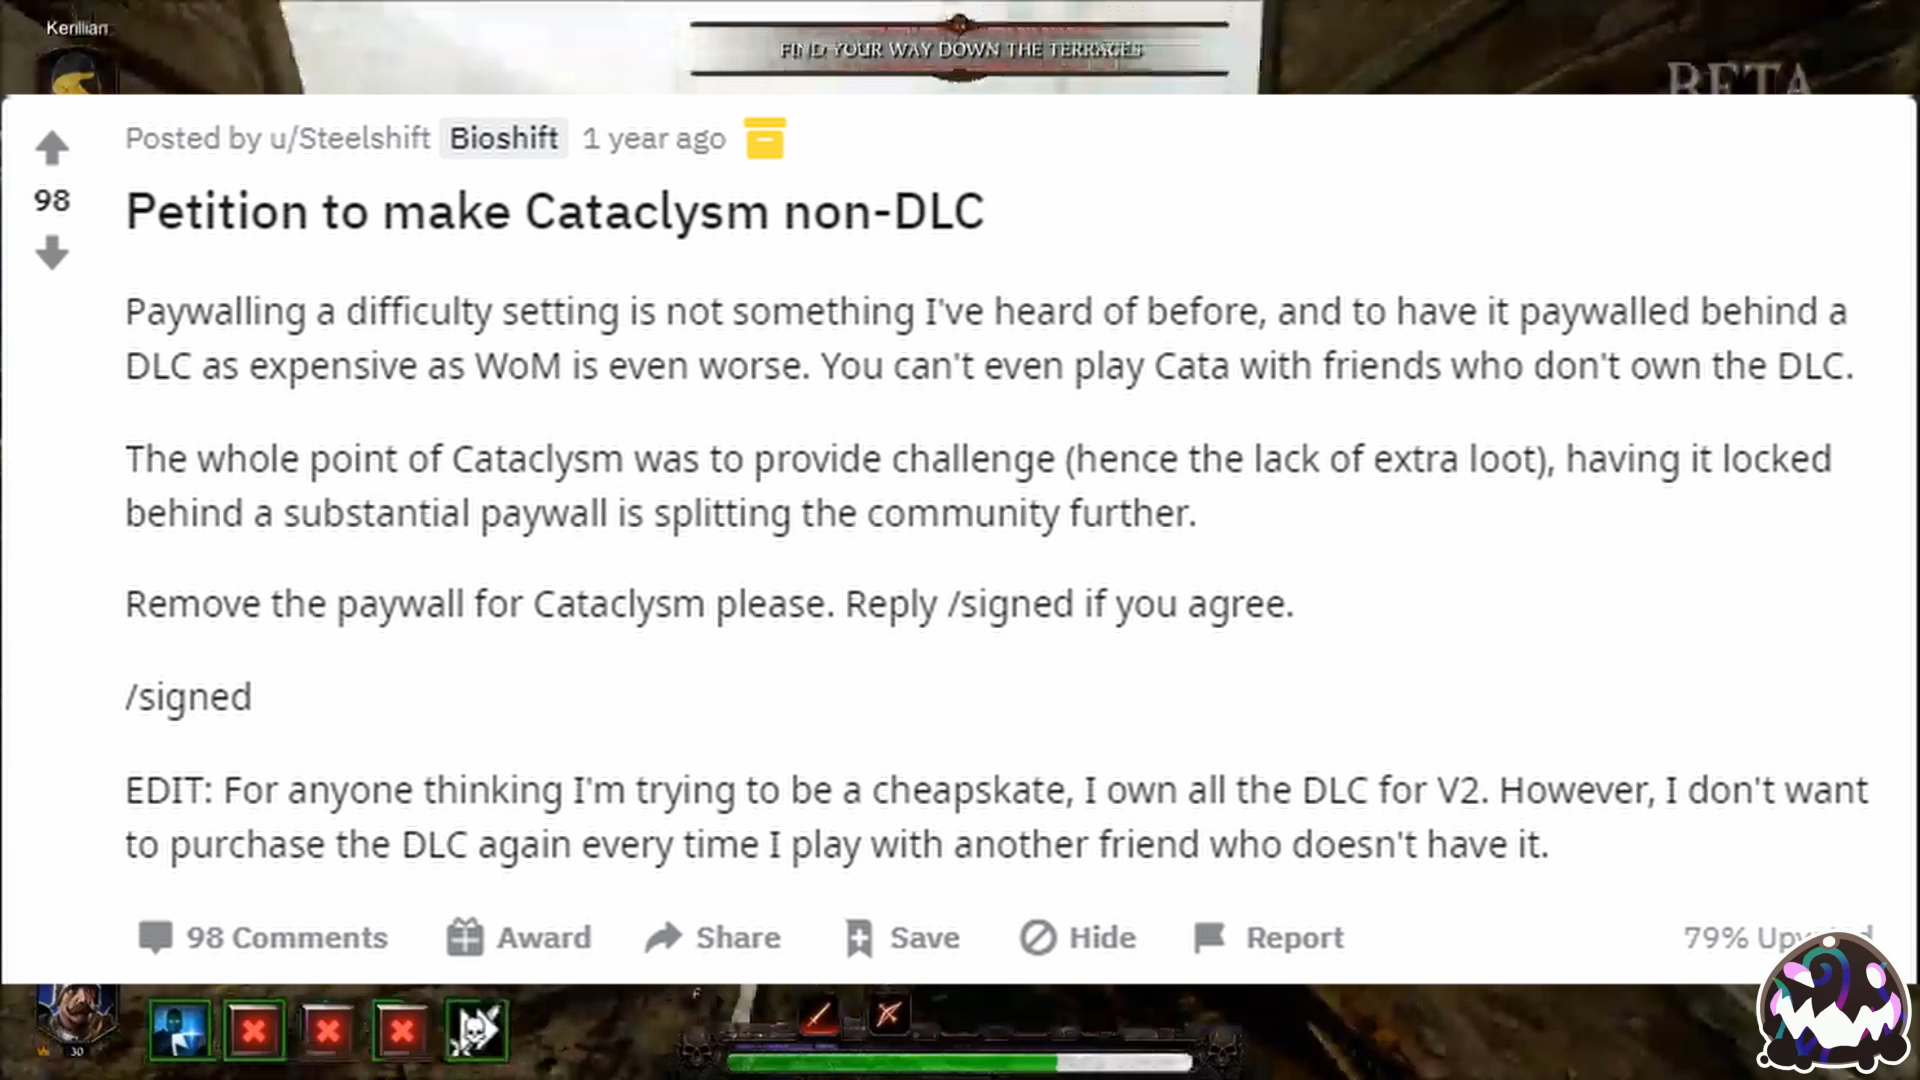 Kerillian
FIND YOUR WAY DOWN THE TERRACES
BETA
Posted by u/Steelshift Bioshift 1 year ago
98
Petition to make Cataclysm non-DLC
Paywalling a difficulty setting is not something I've heard of before, and to have it paywalled behind a
DLC as expensive as WoM is even worse. You can't even play Cata with friends who don't own the DLC.
The whole point of Cataclysm was to provide challenge (hence the lack of extra loot), having it locked
behind a substantial paywall is splitting the community further.
Remove the paywall for Cataclysm please. Reply /signed if you agree.
/signed
EDIT: For anyone thinking I'm trying to be a cheapskate, I own all the DLC for V2. However, I don't want
to purchase the DLC again every time I play with another friend who doesn't have it.
98 Comments Award Share Save Hide Report 79%
F
30